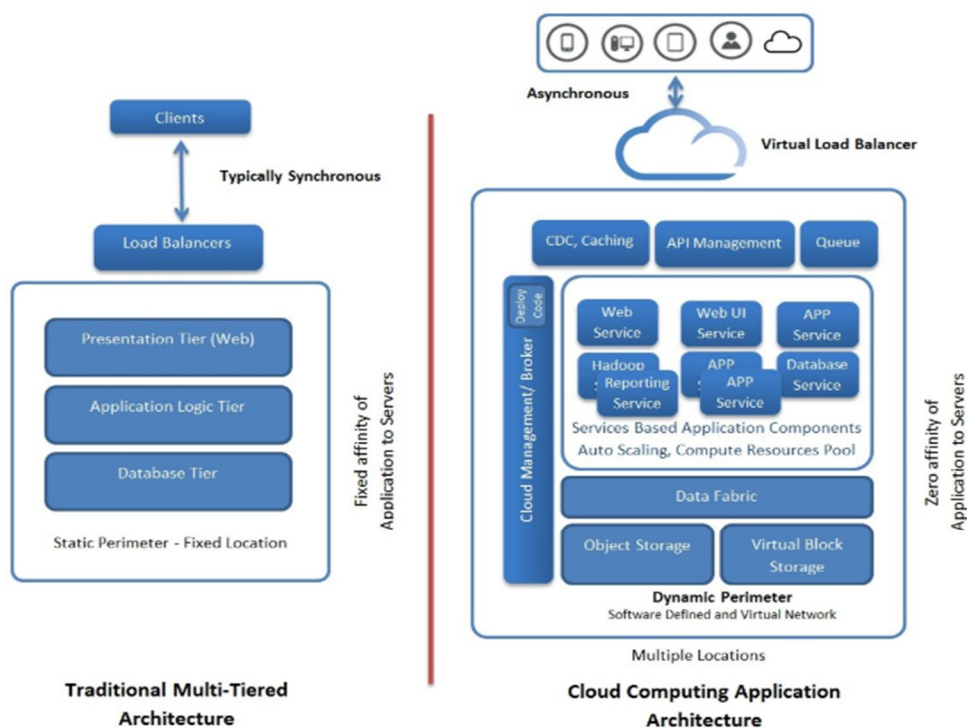 Clients
Typically Synchronous
Load Balancers
Presentation Tier (Web)
Application Logic Tier
Database Tier
Static Perimeter - Fixed Location
Fixed affinity of
Application to Servers
Traditional Multi-Tiered
Architecture
Asynchronous
Virtual Load Balancer
CDC, Caching
API Management
Queue
Deploy
Code
Cloud Management/ Broker
Web
Service
Web UI
Service
APP
Service
Hadoop
Reporting
Service
APP
APP
Service
Database
Service
Services Based Application Components
Auto Scaling, Compute Resources Pool
Data Fabric
Object Storage
Virtual Block
Storage
Dynamic Perimeter
Software Defined and Virtual Network
Zero affinity of
Application to Servers
Multiple Locations
Cloud Computing Application
Architecture